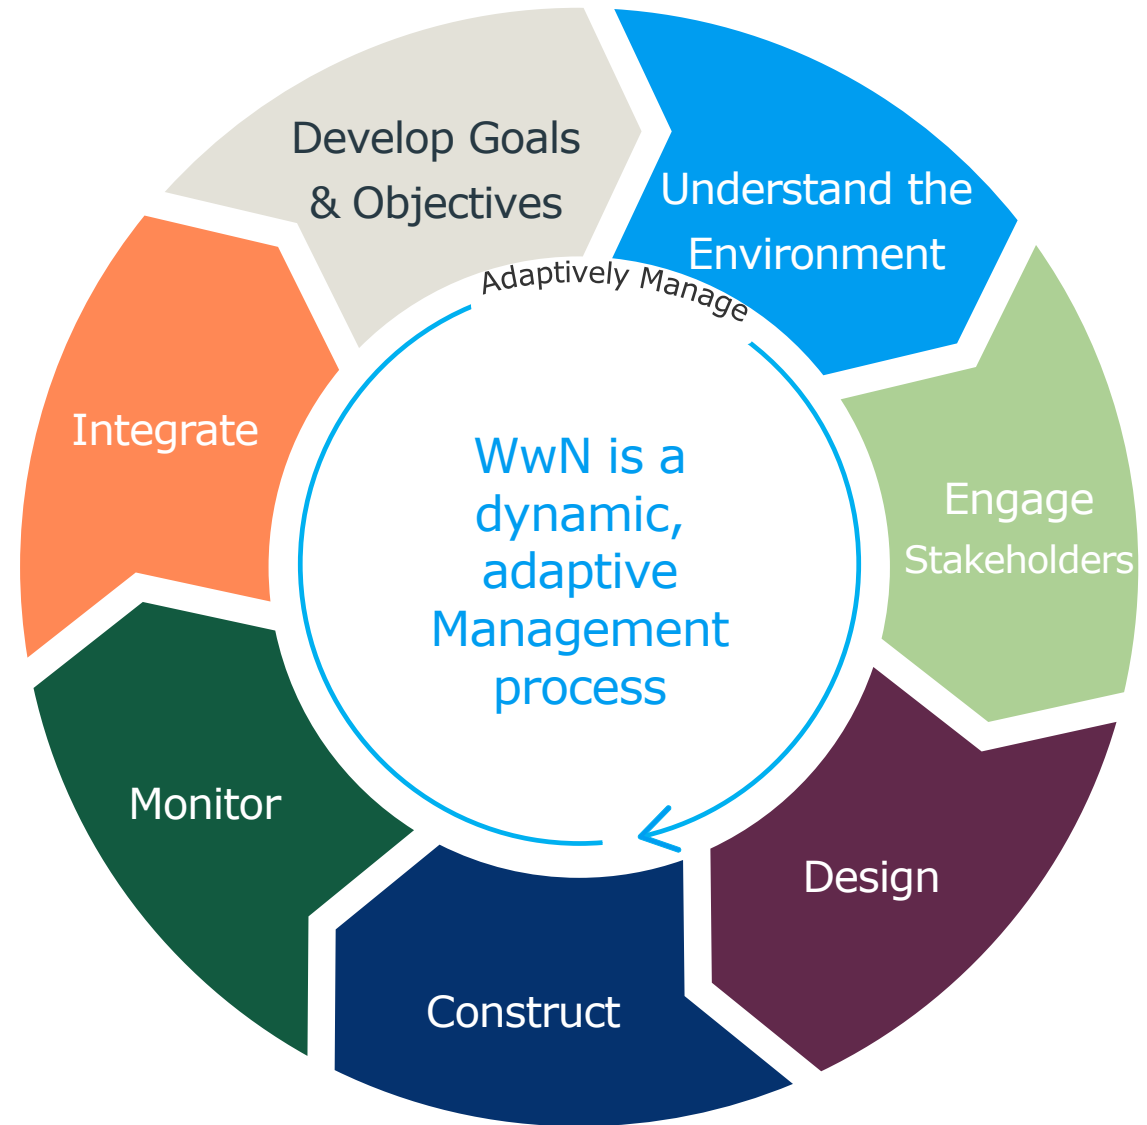 Develop Goals
& Objectives
Understand the
Environment
Engage
Stakeholders
Design
Construct
Monitor
Integrate
Adaptively Manage
WwN is a
dynamic,
adaptive
Management
process